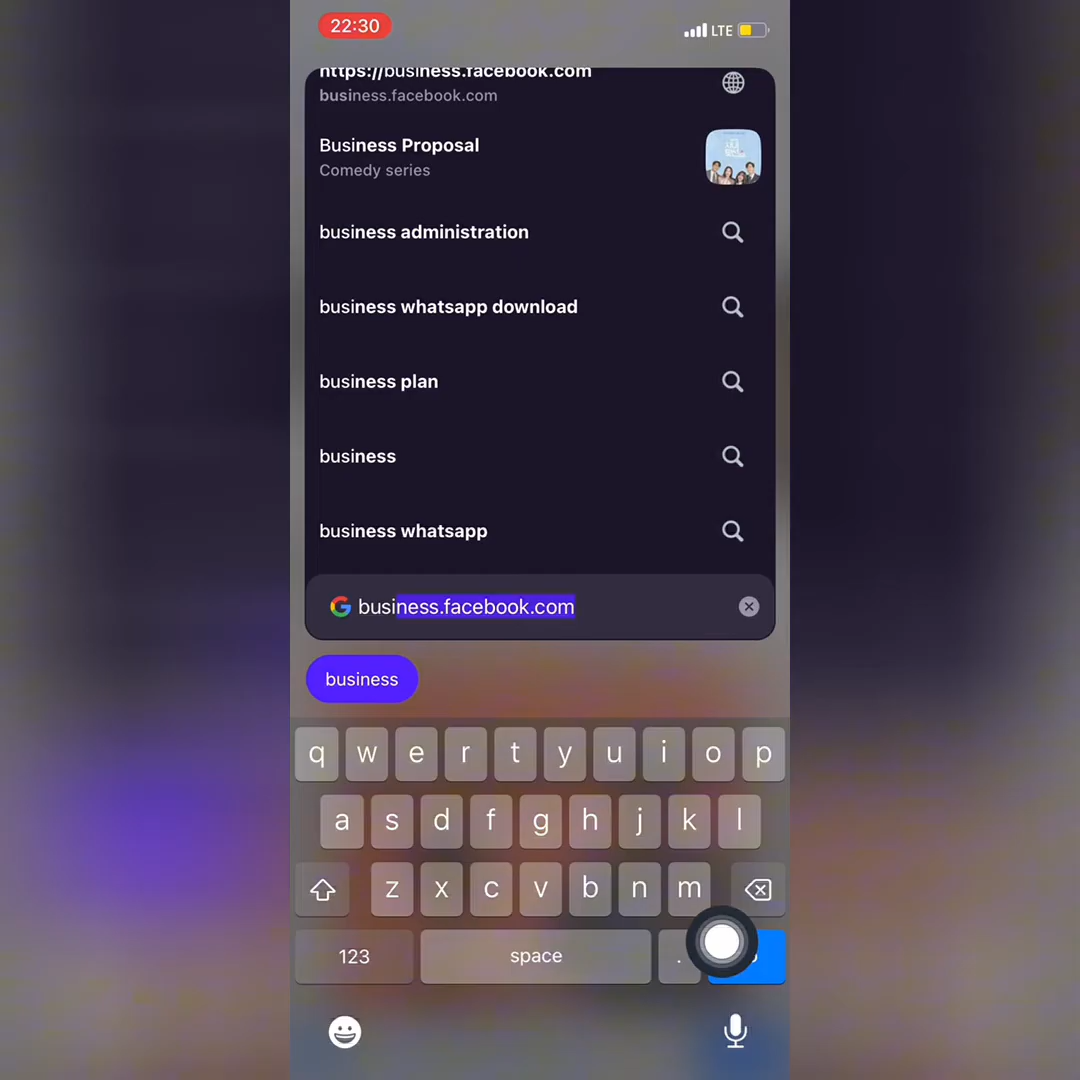 22:30
LTE
https://business.facebook.com
business.facebook.com
Business Proposal
Comedy series
business administration
business whatsapp download
business plan
business
business whatsapp
business.facebook.com
business
q w e r t y u i o p
a s d f g h j k l
z x c v b n m
123 space .